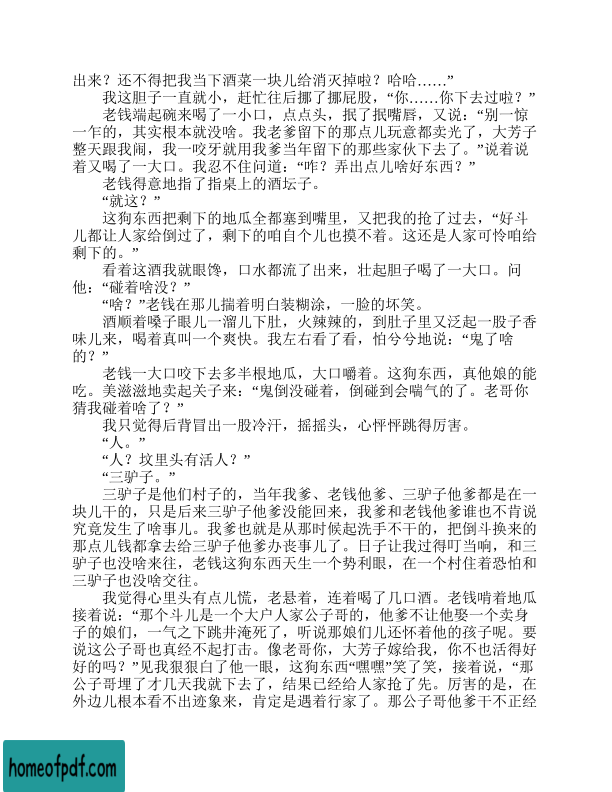 出来？还不得把我当下酒菜一块儿给消灭掉啦？哈哈……”
我这胆子一直就小，赶忙往后挪了挪屁股，“你……你下去过啦？”
老钱端起碗来喝了一小口，点点头，抿了抿嘴唇，又说：“别一惊
一乍的，其实根本就没啥。我老爹留下的那点儿玩意都卖光了，大芳子
整天跟我闹，我一咬牙就用我爹当年留下的那些家伙下去了。”说着说
着又喝了一大口。我忍不住问道：“咋？弄出点儿啥好东西？”
老钱得意地指了指桌上的酒坛子。
“就这？”
这狗东西把剩下的地瓜全都塞到嘴里，又把我的抢了过去，“好斗
儿都让人家给倒过了，剩下的咱自个儿也摸不着。这还是人家可怜咱给
剩下的。”
看着这酒我就眼馋，口水都流了出来，壮起胆子喝了一大口。问
他：“碰着啥没？”
“啥？”老钱在那儿揣着明白装糊涂，一脸的坏笑。
酒顺着嗓子眼儿一溜儿下肚，火辣辣的，到肚子里又泛起一股子香
味儿来，喝着真叫一个爽快。我左右看了看，怕兮兮地说：“鬼了啥
的？”
老钱一大口咬下去多半根地瓜，大口嚼着。这狗东西，真他娘的能
吃。美滋滋地卖起关子来：“鬼倒没碰着，倒碰到会喘气的了。老哥你
猜我碰着啥了？”
我只觉得后背冒出一股冷汗，摇摇头，心怦怦跳得厉害。
“人。”
“人？坟里头有活人？”
“三驴子。”
三驴子是他们村子的，当年我爹、老钱他爹、三驴子他爹都是在一
块儿干的，只是后来三驴子他爹没能回来，我爹和老钱他爹谁也不肯说
究竟发生了啥事儿。我爹也就是从那时候起洗手不干的，把倒斗换来的
那点儿钱都拿去给三驴子他爹办丧事儿了。日子让我过得叮当响，和三
驴子也没啥来往，老钱这狗东西天生一个势利眼，在一个村住着恐怕和
三驴子也没啥交往。
我觉得心里头有点儿慌，老悬着，连着喝了几口酒。老钱啃着地瓜
接着说：“那个斗儿是一个大户人家公子哥的，他爹不让他娶一个卖身
子的娘们，一气之下跳井淹死了，听说那娘们儿还怀着他的孩子呢。要
说这公子哥也真经不起打击。像老哥你，大芳子嫁给我，你不也活得好
好的吗？”见我狠狠白了他一眼，这狗东西“嘿嘿”笑了笑，接着说，“那
公子哥埋了才几天我就下去了，结果已经给人家抢了先。厉害的是，在
外边儿根本看不出迹象来，肯定是遇着行家了。那公子哥他爹干不正经
homeofpdf.com